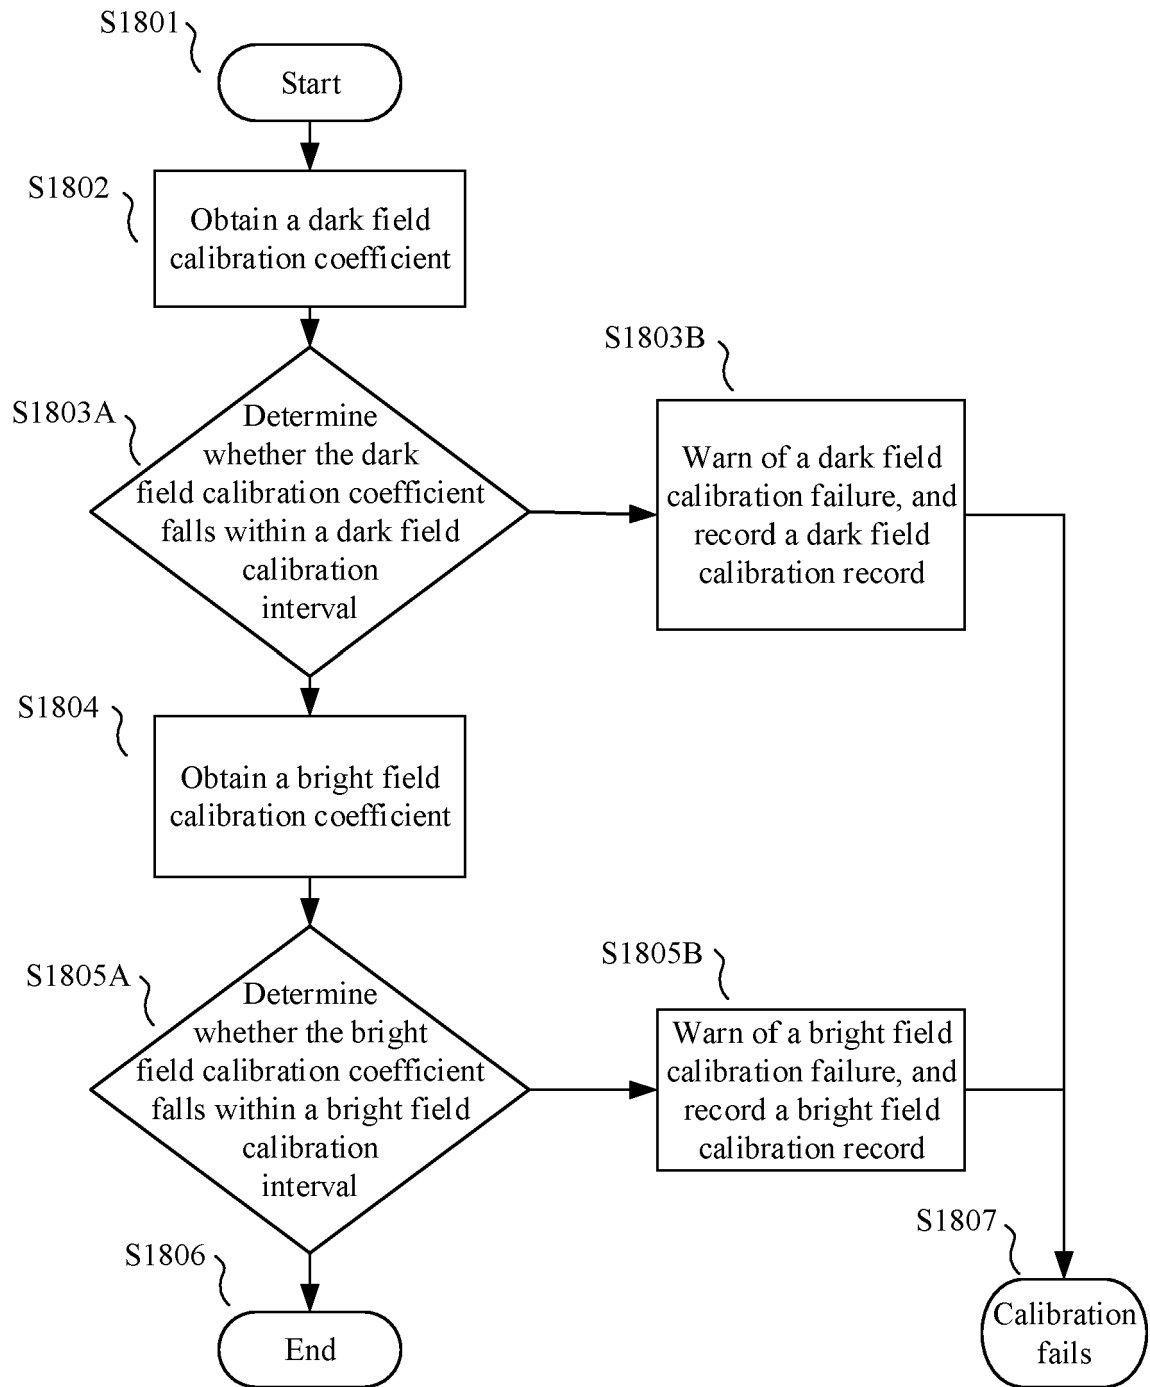 S1801
Start
S1802
Obtain a dark field
calibration coefficient
S1803A
Determine
whether the dark
field calibration coefficient
falls within a dark field
calibration
interval
S1803B
Warn of a dark field
calibration failure, and
record a dark field
calibration record
S1804
Obtain a bright field
calibration coefficient
S1805A
Determine
whether the bright
field calibration coefficient
falls within a bright field
calibration
interval
S1805B
Warn of a bright field
calibration failure, and
record a bright field
calibration record
S1806
End
S1807
Calibration
fails